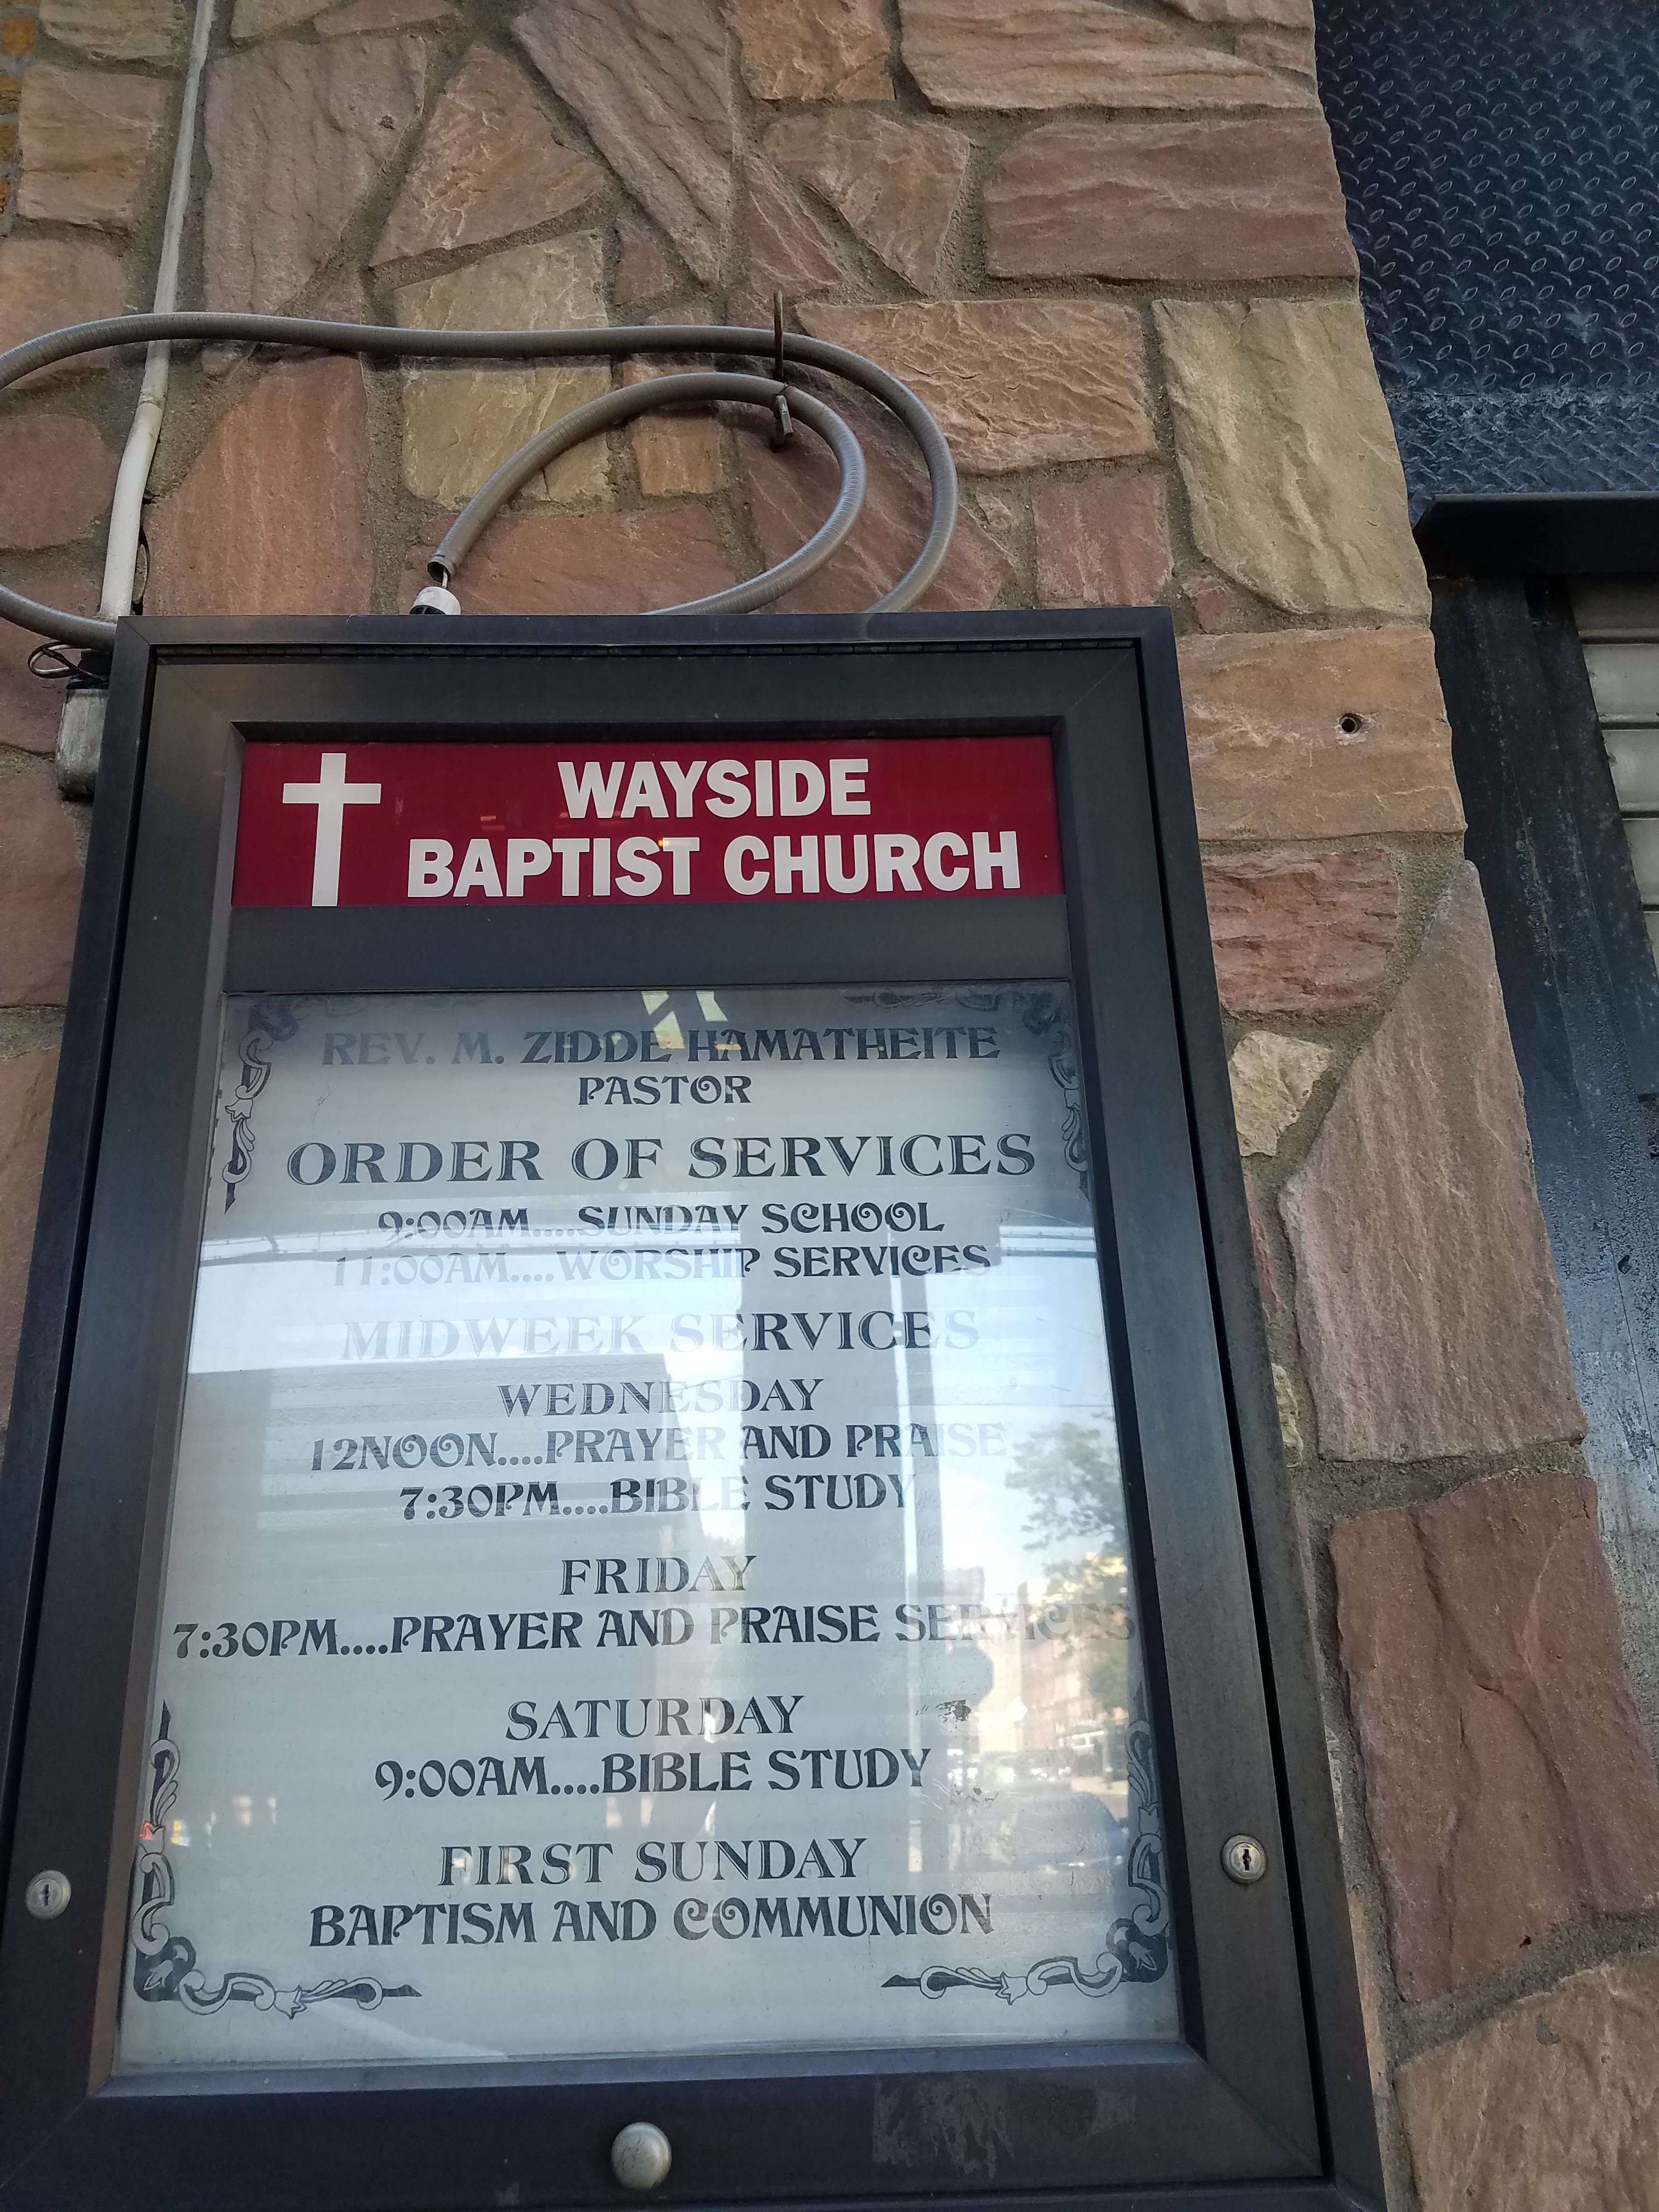 WAYSIDE
BAPTIST CHURCH
REV. M. ZIDDE HAMATHEITE
PASTOR
ORDER OF SERVICES
9:00AM....SUNDAY SCHOOL
11:00AM....WORSHIP SERVICES
MIDWEEK SERVICES
WEDNESDAY
12NOON....PRAYER AND PRAISE
7:30PM....BIBLE STUDY
FRIDAY
7:30PM....PRAYER AND PRAISE SERVICES
SATURDAY
9:00AM....BIBLE STUDY
FIRST SUNDAY
BAPTISM AND COMMUNION